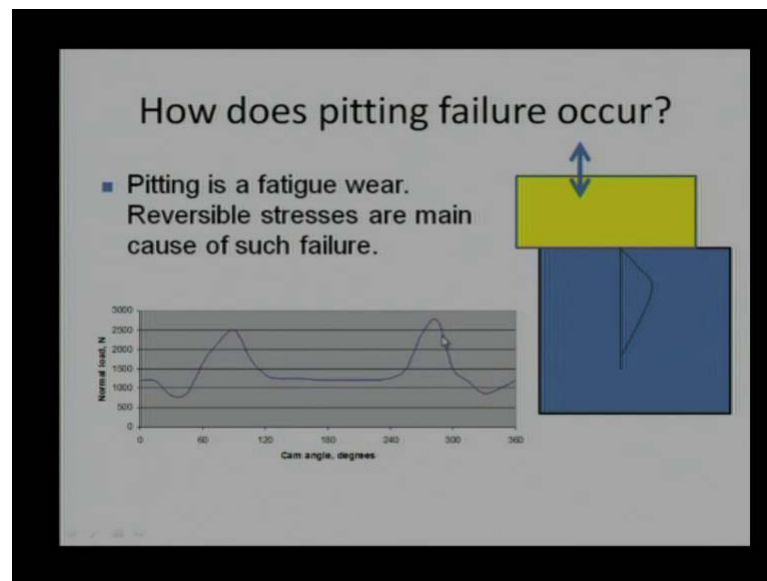 How does pitting failure occur?
Pitting is a fatigue wear.
Reversible stresses are main
cause of such failure.
3000
2500
2000
1500
1000
500
0
Normal load, N
0 60 120 180 240 300 360
Cam angle, degrees